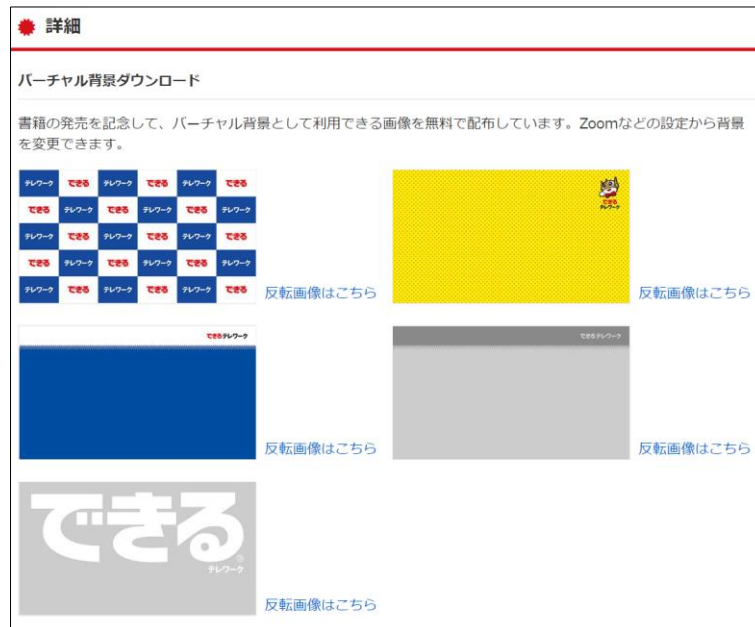 詳細
バーチャル背景ダウンロード
書籍の発売を記念して、バーチャル背景として利用できる画像を無料で配布しています。Zoomなどの設定から背景
を変更できます。
テレワーク できる テレワーク できる テレワーク できる
できる テレワーク できる テレワーク できる テレワーク
テレワーク できる テレワーク できる テレワーク できる
できる テレワーク できる テレワーク できる テレワーク
テレワーク できる テレワーク できる テレワーク できる
反転画像はこちら
できる
テレワーク
反転画像はこちら
できるテレワーク
反転画像はこちら
できるテレワーク
反転画像はこちら
できる®
テレワーク
反転画像はこちら